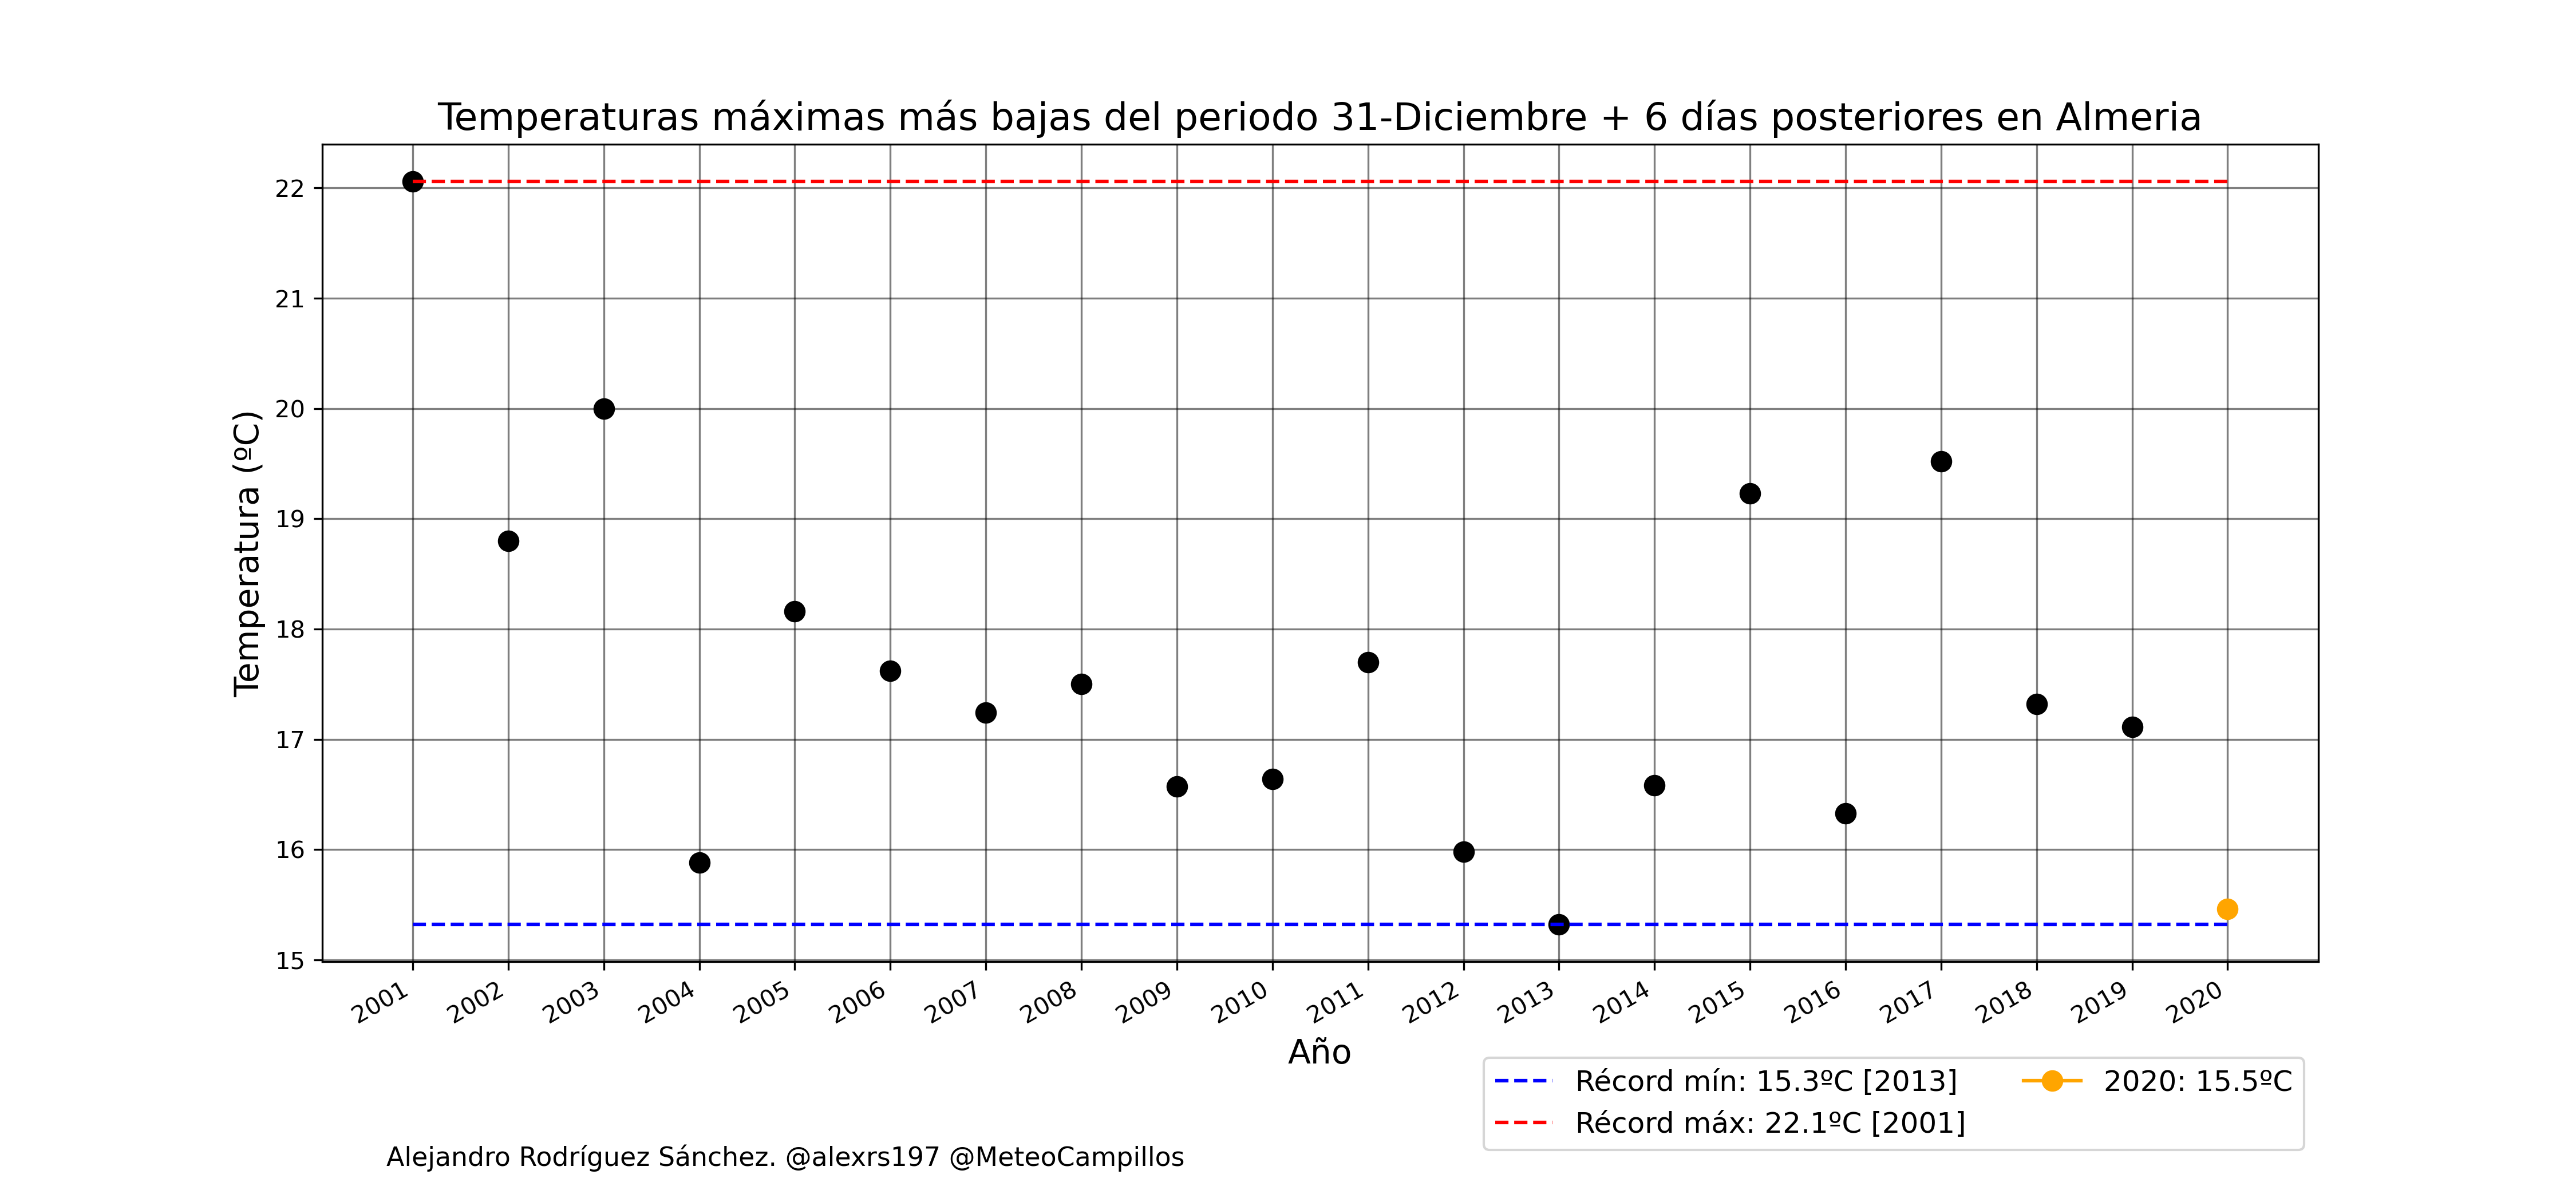 Temperaturas máximas más bajas del periodo 31-Diciembre + 6 días posteriores en Almeria
Temperatura (ºC)
22
21
20
19
18
17
16
15
2001 2002 2003 2004 2005 2006 2007 2008 2009 2010 2011 2012 2013 2014 2015 2016 2017 2018 2019 2020
Año
Récord mín: 15.3ºC [2013]
Récord máx: 22.1ºC [2001]
2020: 15.5ºC
Alejandro Rodríguez Sánchez. @alexrs197 @MeteoCampillos